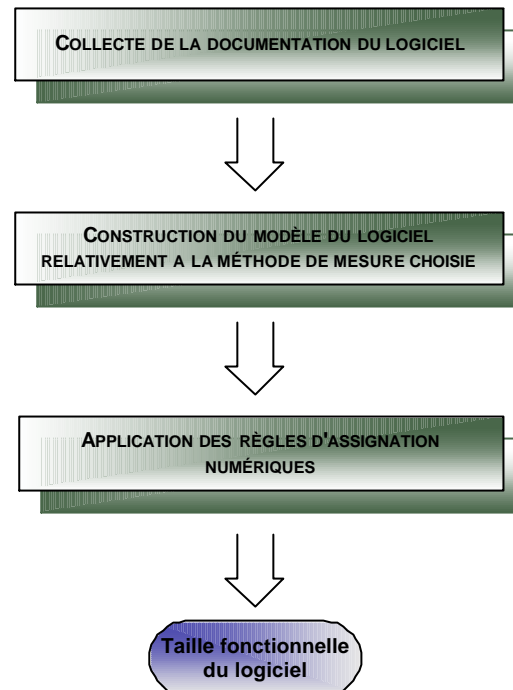 COLLECTE DE LA DOCUMENTATION DU LOGICIEL
CONSTRUCTION DU MODÈLE DU LOGICIEL
RELATIVEMENT A LA MÉTHODE DE MESURE CHOISIE
APPLICATION DES RÈGLES D'ASSIGNATION
NUMÉRIQUES
Taille fonctionnelle
du logiciel